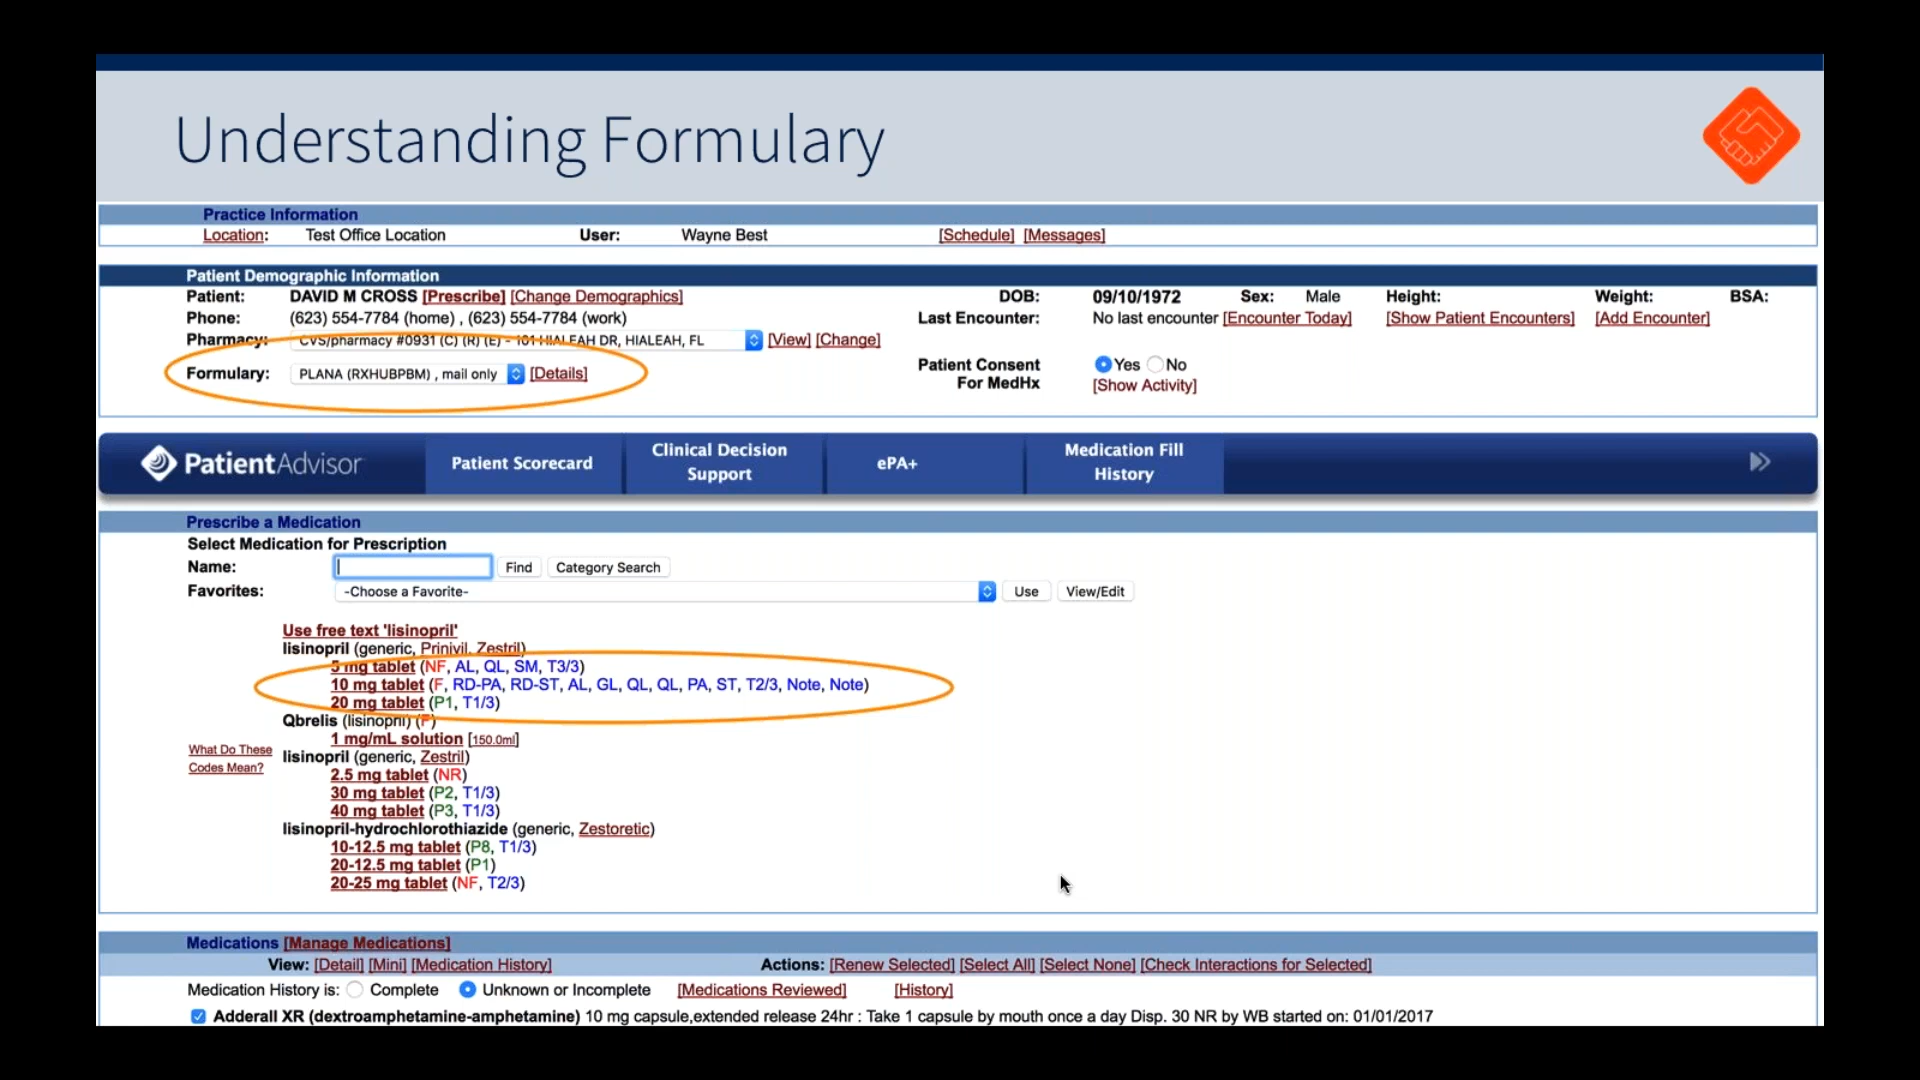 Understanding Formulary
Practice Information
Location: Test Office Location User: Wayne Best [Schedule] [Messages]
Patient Demographic Information
Patient: DAVID M CROSS [Prescribe] [Change Demographics] DOB: 09/10/1972 Sex: Male Height: Weight: BSA:
Phone: (623) 554-7784 (home) , (623) 554-7784 (work) Last Encounter: No last encounter [Encounter Today] [Show Patient Encounters] [Add Encounter]
Pharmacy: CVS/pharmacy #0931 (C) (R) (E) - 101 HIALEAH DR, HIALEAH, FL [View] [Change]
Formulary: PLANA (RXHUBPBM) , mail only [Details] Patient Consent For MedHx Yes No
[Show Activity]
PatientAdvisor Patient Scorecard Clinical Decision Support ePA+ Medication Fill History
Prescribe a Medication
Select Medication for Prescription
Name: Find Category Search
Favorites: -Choose a Favorite- Use View/Edit
Use free text 'lisinopril'
lisinopril (generic, Prinivil, Zestril)
5 mg tablet (NF, AL, QL, SM, T3/3)
10 mg tablet (F, RD-PA, RD-ST, AL, GL, QL, QL, PA, ST, T2/3, Note, Note)
20 mg tablet (P1, T1/3)
Qbrelis (lisinopril) (F)
1 mg/mL solution [150.0ml]
What Do These Codes Mean?
lisinopril (generic, Zestril)
2.5 mg tablet (NR)
30 mg tablet (P2, T1/3)
40 mg tablet (P3, T1/3)
lisinopril-hydrochlorothiazide (generic, Zestoretic)
10-12.5 mg tablet (P8, T1/3)
20-12.5 mg tablet (P1)
20-25 mg tablet (NF, T2/3)
Medications [Manage Medications]
View: [Detail] [Mini] [Medication History] Actions: [Renew Selected] [Select All] [Select None] [Check Interactions for Selected]
Medication History is: Complete Unknown or Incomplete [Medications Reviewed] [History]
Adderall XR (dextroamphetamine-amphetamine) 10 mg capsule,extended release 24hr : Take 1 capsule by mouth once a day Disp. 30 NR by WB started on: 01/01/2017